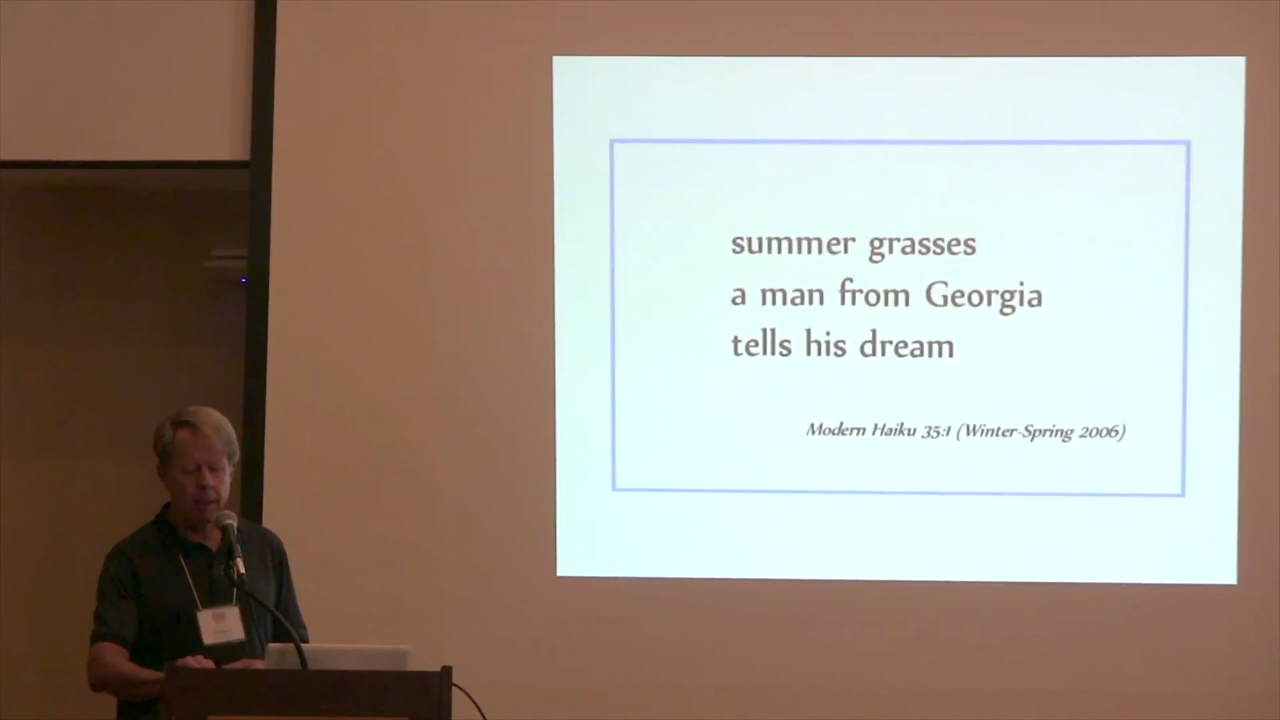 summer grasses
a man from Georgia
tells his dream
Modern Haiku 35:1 (Winter-Spring 2006)